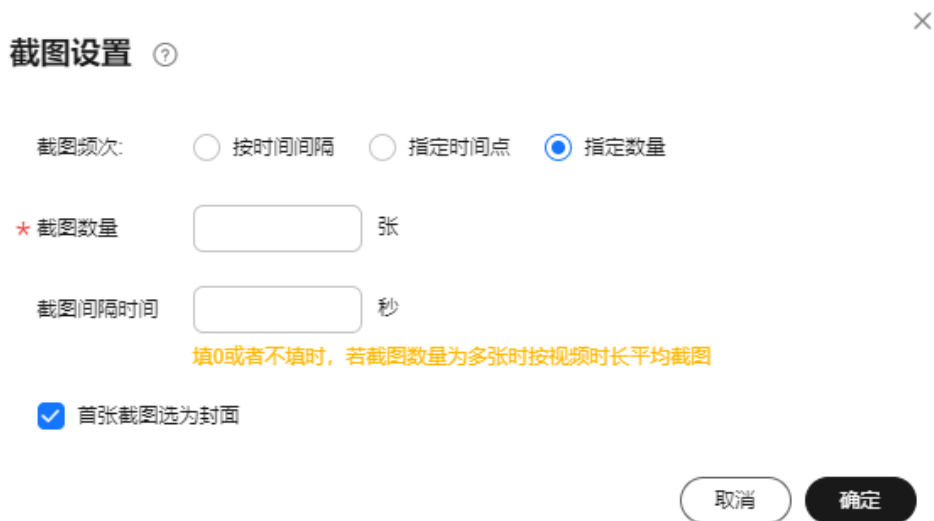 截图设置 ?
截图频次: 按时间间隔 指定时间点 指定数量
* 截图数量 张
截图间隔时间 秒
填0或者不填时，若截图数量为多张时按视频时长平均截图
首张截图选为封面
取消 确定